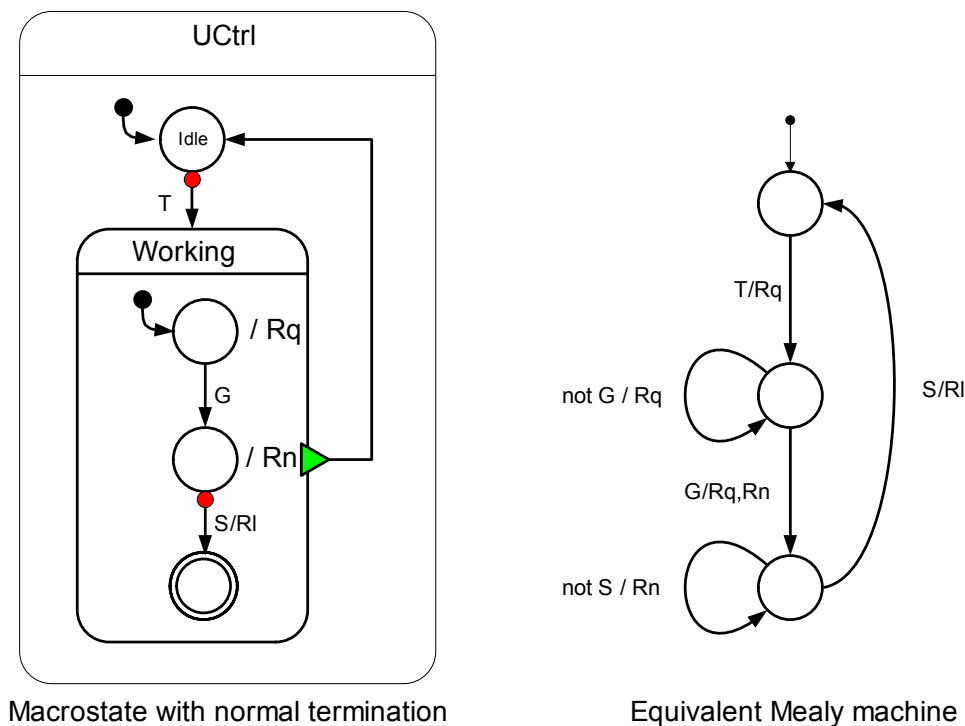 UCtrl
Idle
T
Working
/ Rq
G
/ Rn
S/Rl
T/Rq
not G / Rq
S/Rl
G/Rq,Rn
not S / Rn
Macrostate with normal termination
Equivalent Mealy machine